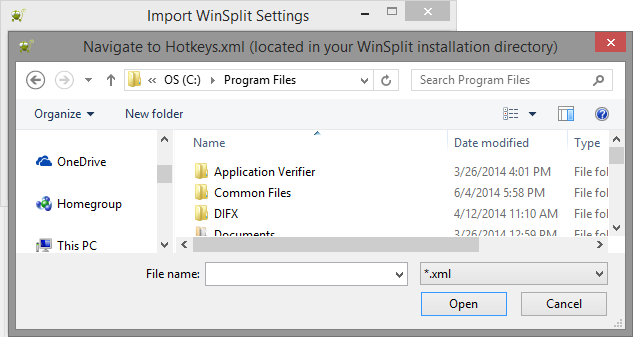 Import WinSplit Settings
Navigate to Hotkeys.xml (located in your WinSplit installation directory)
« OS (C:) Program Files Search Program Files
Organize New folder
Name Date modified Type
OneDrive
Homegroup
This PC
Application Verifier 3/26/2014 4:01 PM File fol
Common Files 6/4/2014 5:58 PM File fol
DIFX 4/12/2014 11:10 AM File fol
Documents 3/26/2014 12:59 PM File fol
File name: *.xml
Open Cancel